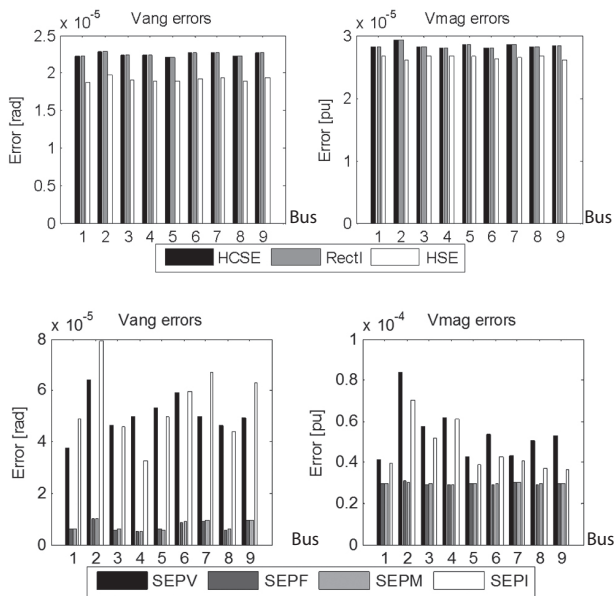 Vang errors
x 10^-5
2.5
2
1.5
1
0.5
0
Error [rad]
1 2 3 4 5 6 7 8 9
Bus
Vmag errors
x 10^-5
3
2
1
0
Error [pu]
1 2 3 4 5 6 7 8 9
Bus
HCSE RectI HSE
Vang errors
x 10^-5
8
6
4
2
0
Error [rad]
1 2 3 4 5 6 7 8 9
Bus
Vmag errors
x 10^-4
1
0.8
0.6
0.4
0.2
0
Error [pu]
1 2 3 4 5 6 7 8 9
Bus
SEPV SEPF SEPM SEPI